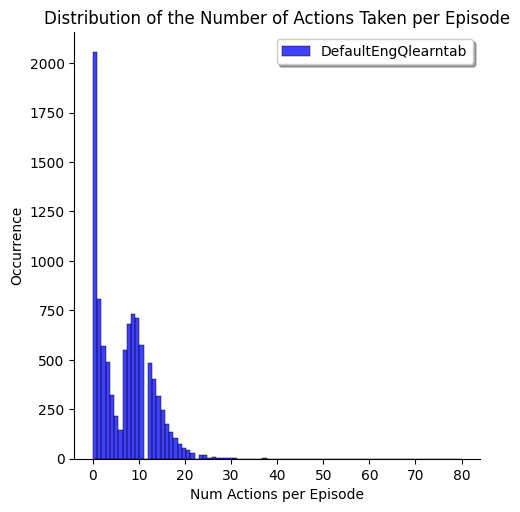 Distribution of the Number of Actions Taken per Episode
DefaultEngQlearntab
2000
1750
1500
1250
1000
750
500
250
0
Occurrence
0 10 20 30 40 50 60 70 80
Num Actions per Episode